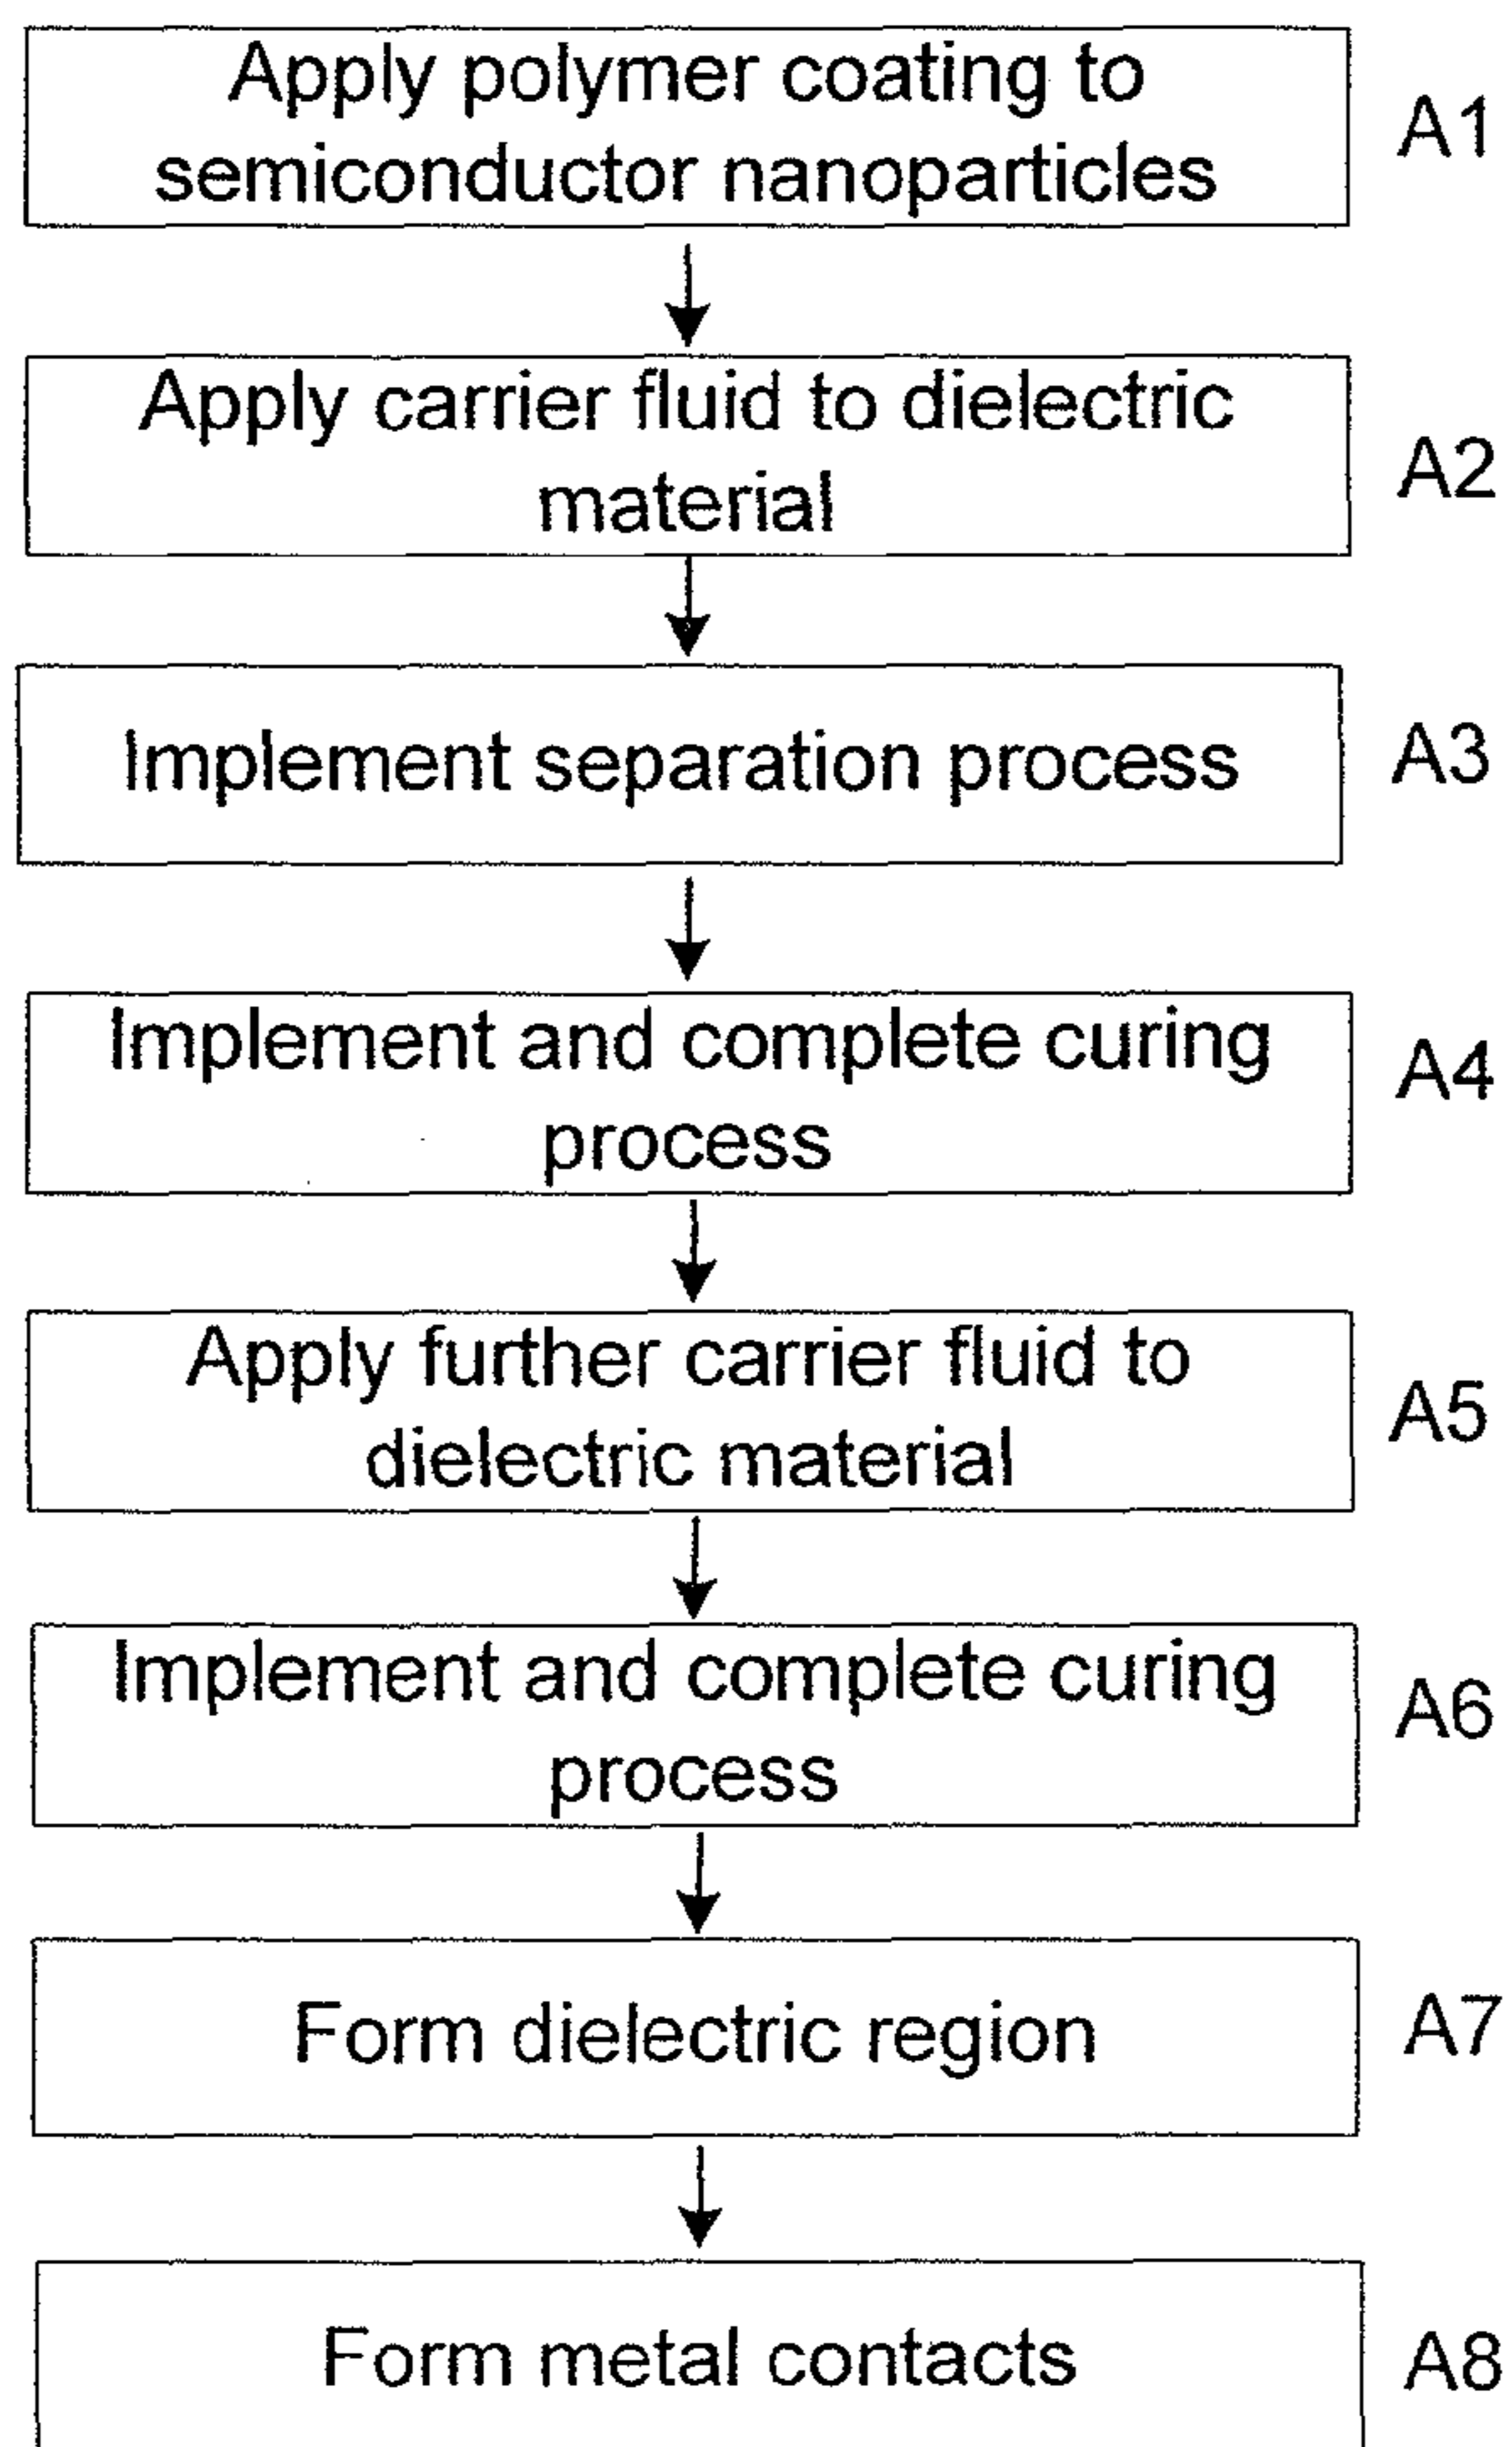 Apply polymer coating to
semiconductor nanoparticles
A1
Apply carrier fluid to dielectric
material
A2
Implement separation process
A3
Implement and complete curing
process
A4
Apply further carrier fluid to
dielectric material
A5
Implement and complete curing
process
A6
Form dielectric region
A7
Form metal contacts
A8